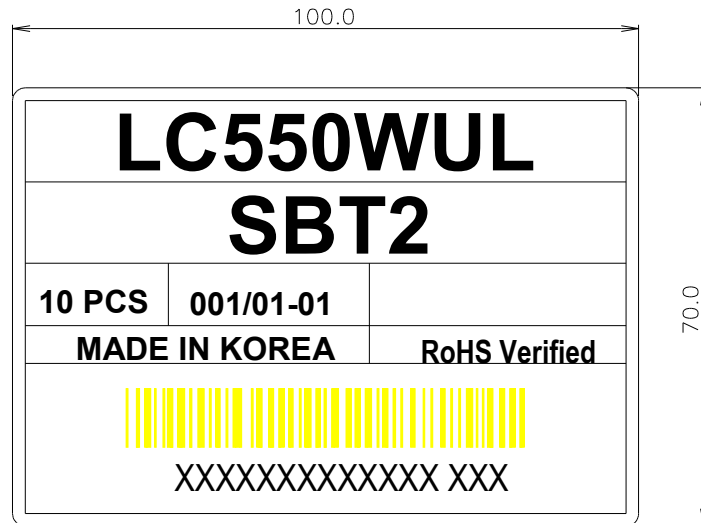 100.0
LC550WUL
SBT2
10 PCS 001/01-01
70.0
MADE IN KOREA RoHS Verified
XXXXXXXXXXXXX XXX